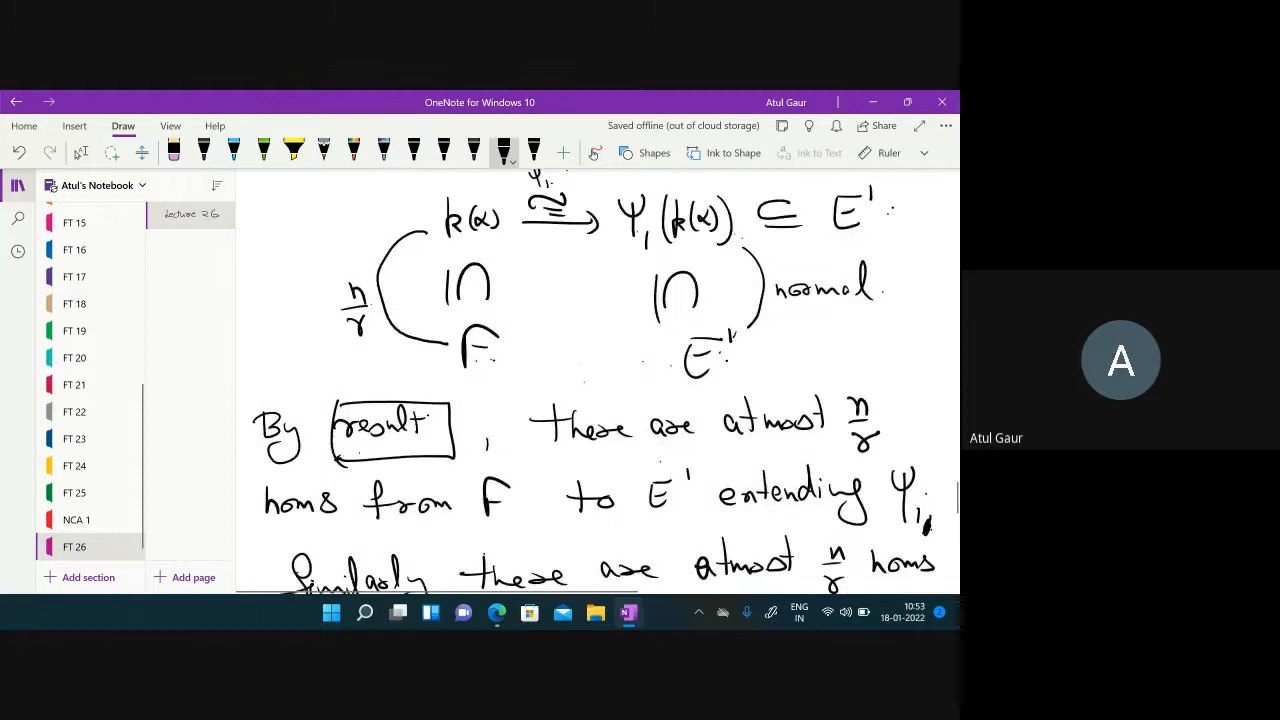 OneNote for Windows 10
Atul Gaur
Home Insert Draw View Help
Saved offline (out of cloud storage)
Share
Shapes
Ink to Shape
Ink to Text
Ruler
Atul's Notebook
FT 15
FT 16
FT 17
FT 18
FT 19
FT 20
FT 21
FT 22
FT 23
FT 24
FT 25
NCA 1
FT 26
Add section
Add page
Lecture 26
ψ₁
k(α) ≅→ ψ₁(k(α)) ⊆ E'
n/r |∩ |∩ normal
F E'
By result, there are atmost n/r
homs from F to E' extending ψ₁,
Similarly there are atmost n/r homs
ENG
IN
10:53
18-01-2022
2
A
Atul Gaur